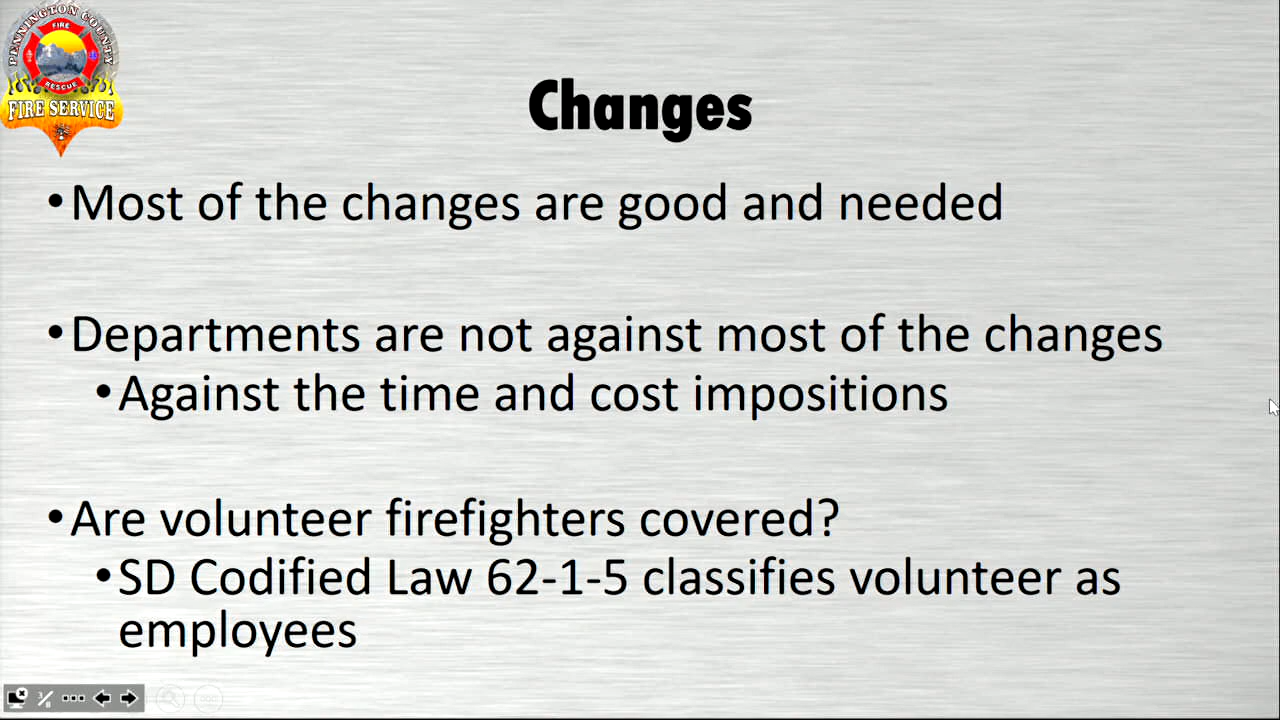 PENNINGTON COUNTY
FIRE
RESCUE
FIRE SERVICE
Changes
•Most of the changes are good and needed
•Departments are not against most of the changes
•Against the time and cost impositions
•Are volunteer firefighters covered?
•SD Codified Law 62-1-5 classifies volunteer as
employees